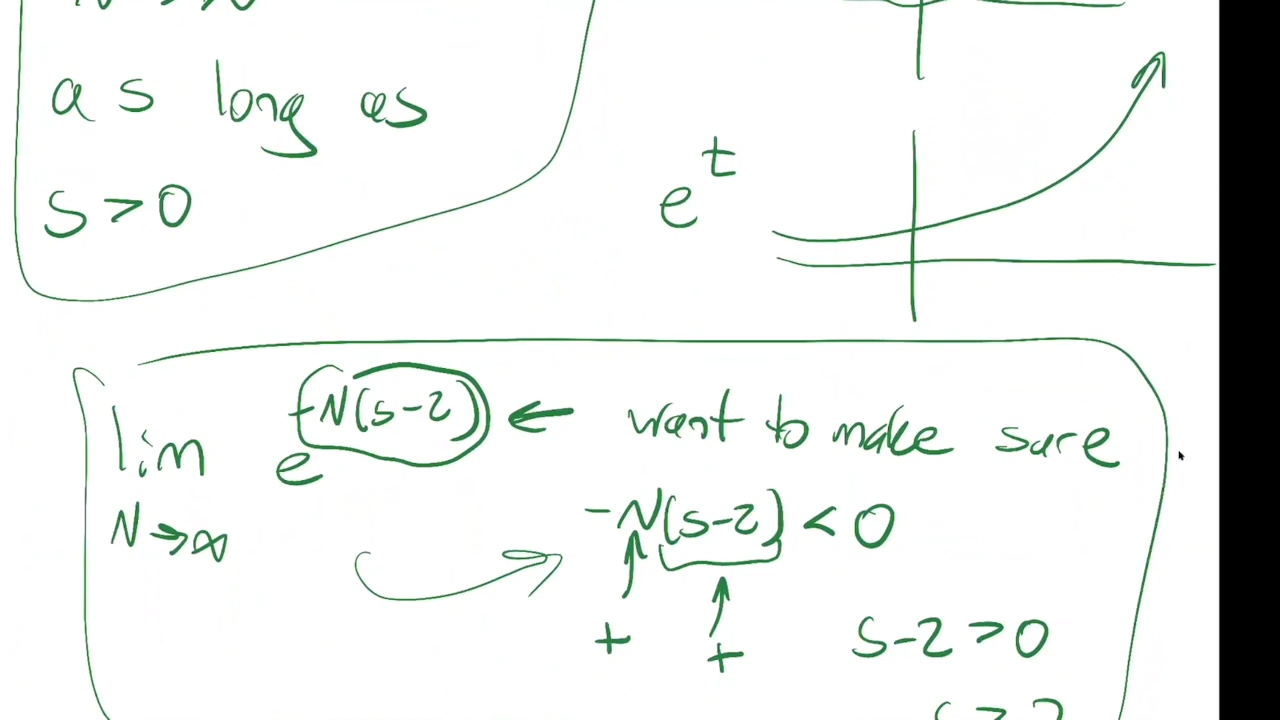 as long as
s > 0
e^t
lim N→∞ e^{-N(s-2)} ← want to make sure
-N(s-2) < 0
+ +
s-2 > 0